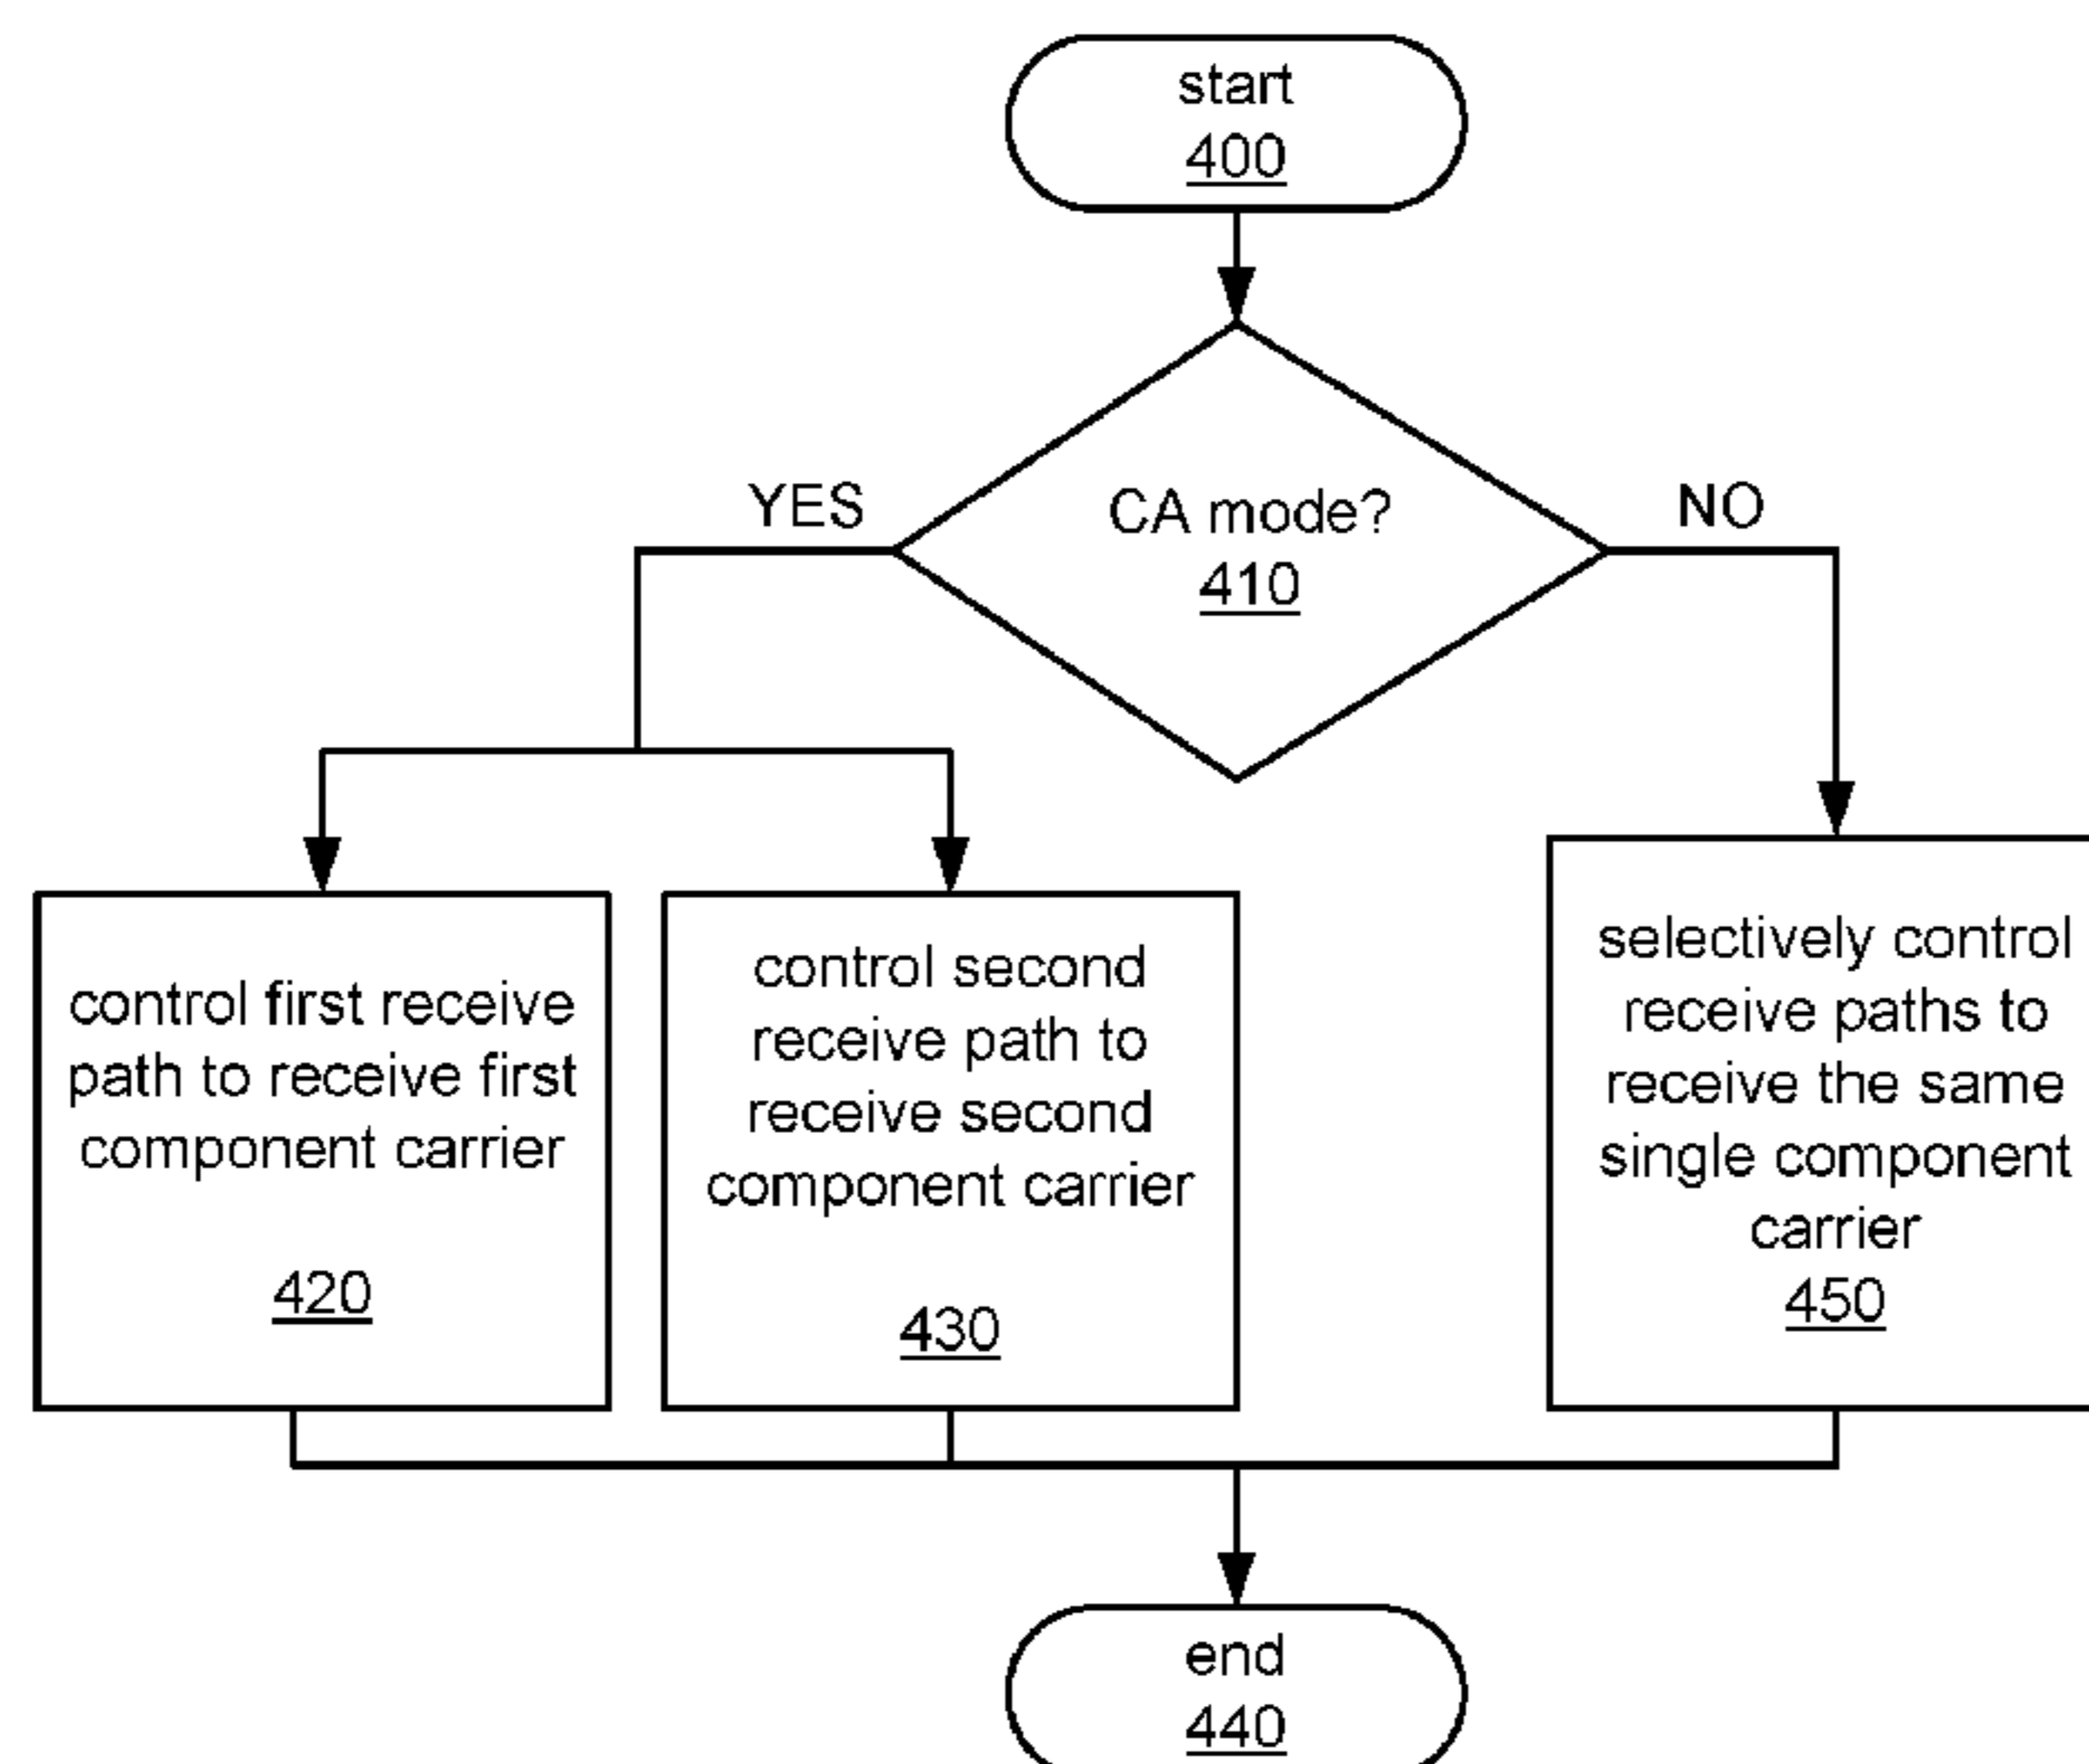 start
400
CA mode?
410
YES
NO
control first receive
path to receive first
component carrier
420
control second
receive path to
receive second
component carrier
430
selectively control
receive paths to
receive the same
single component
carrier
450
end
440